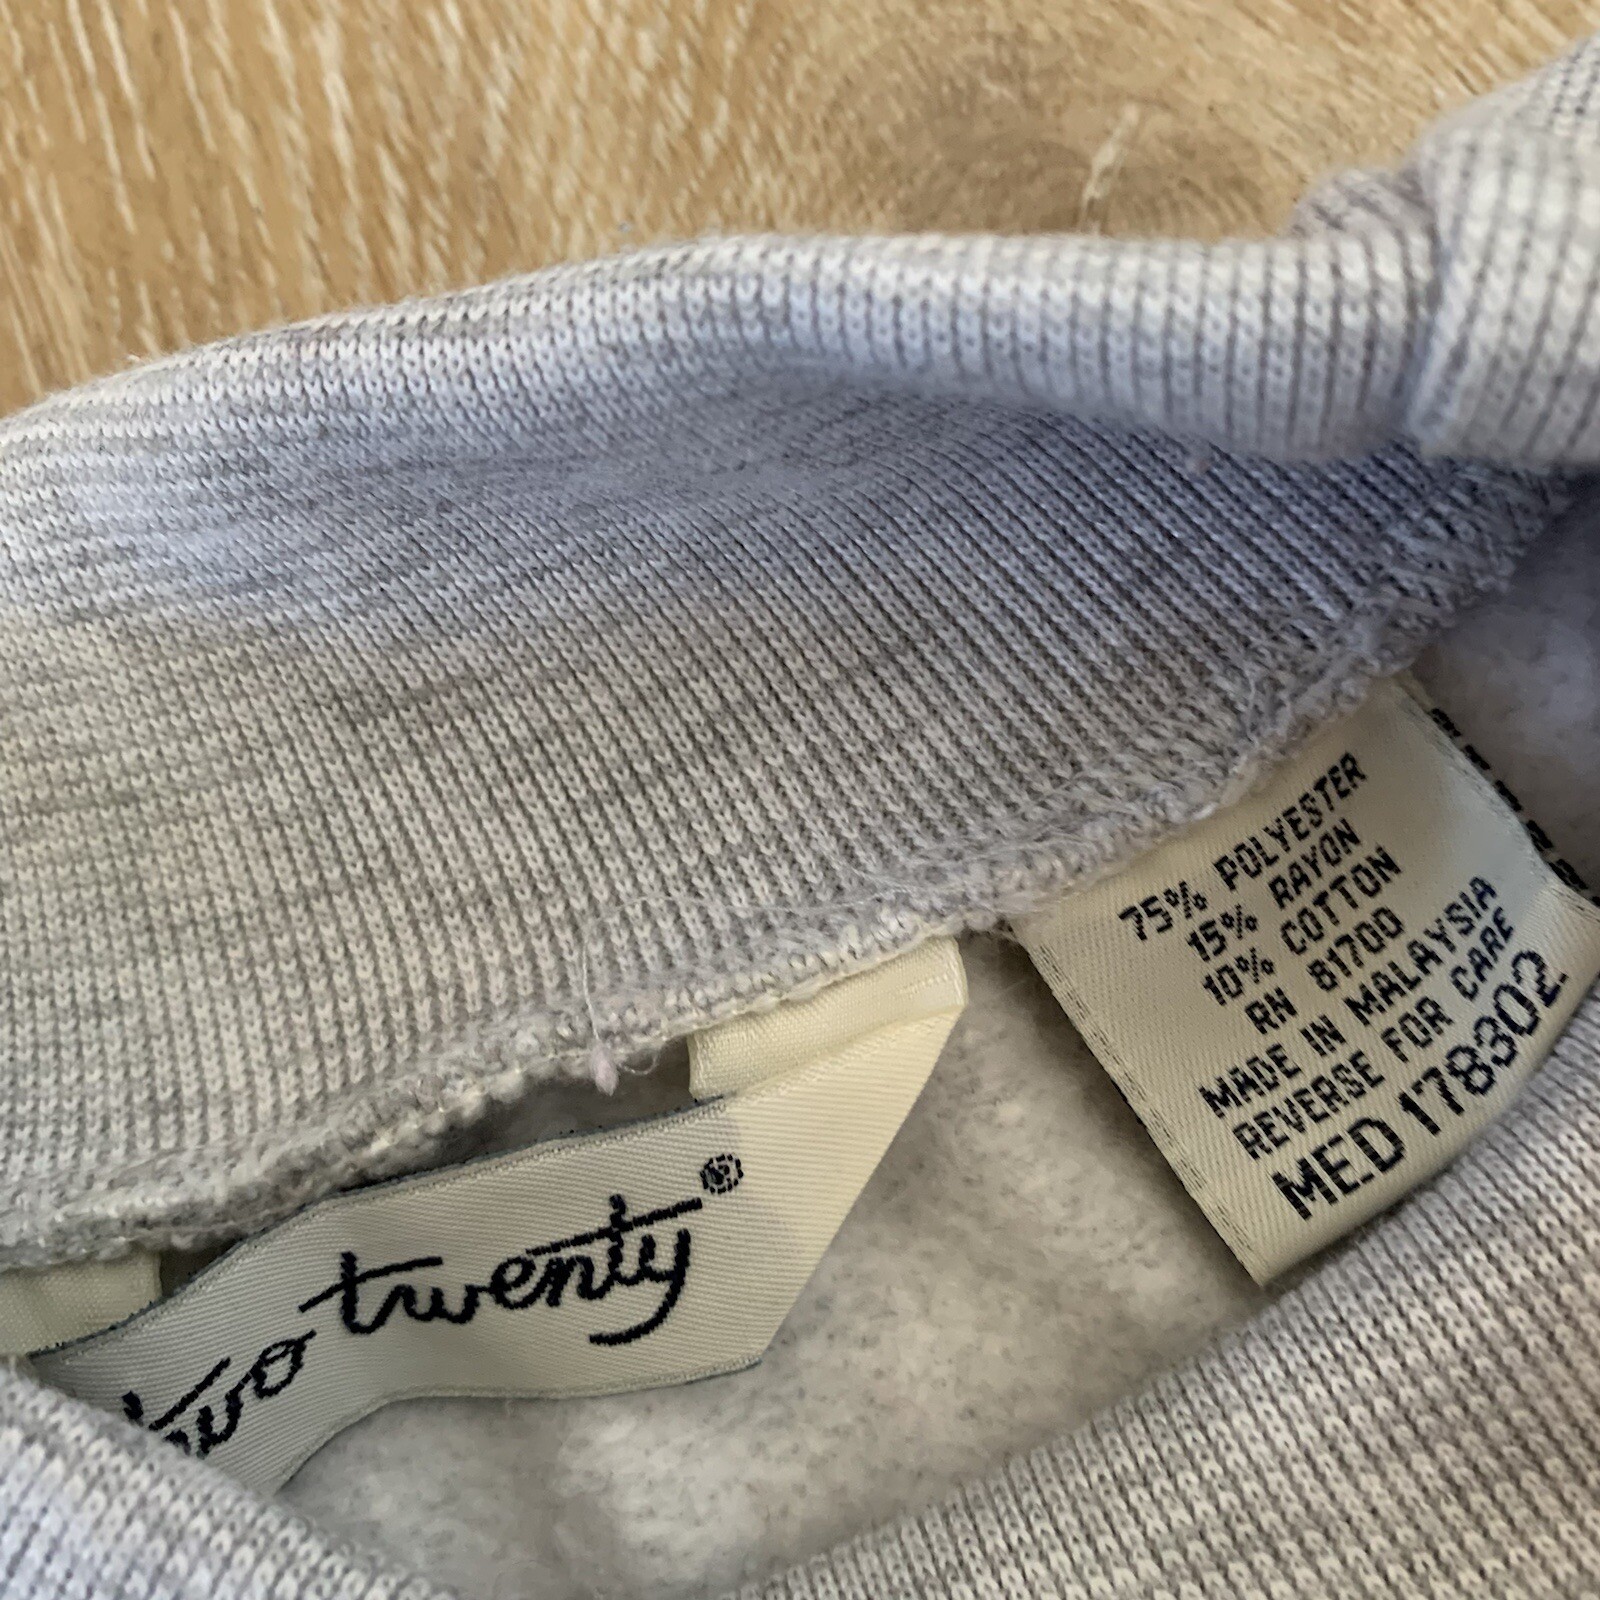 two twenty®
75% POLYESTER
15% RAYON
10% COTTON
RN 81700
MADE IN MALAYSIA
REVERSE FOR CARE
MED 178302